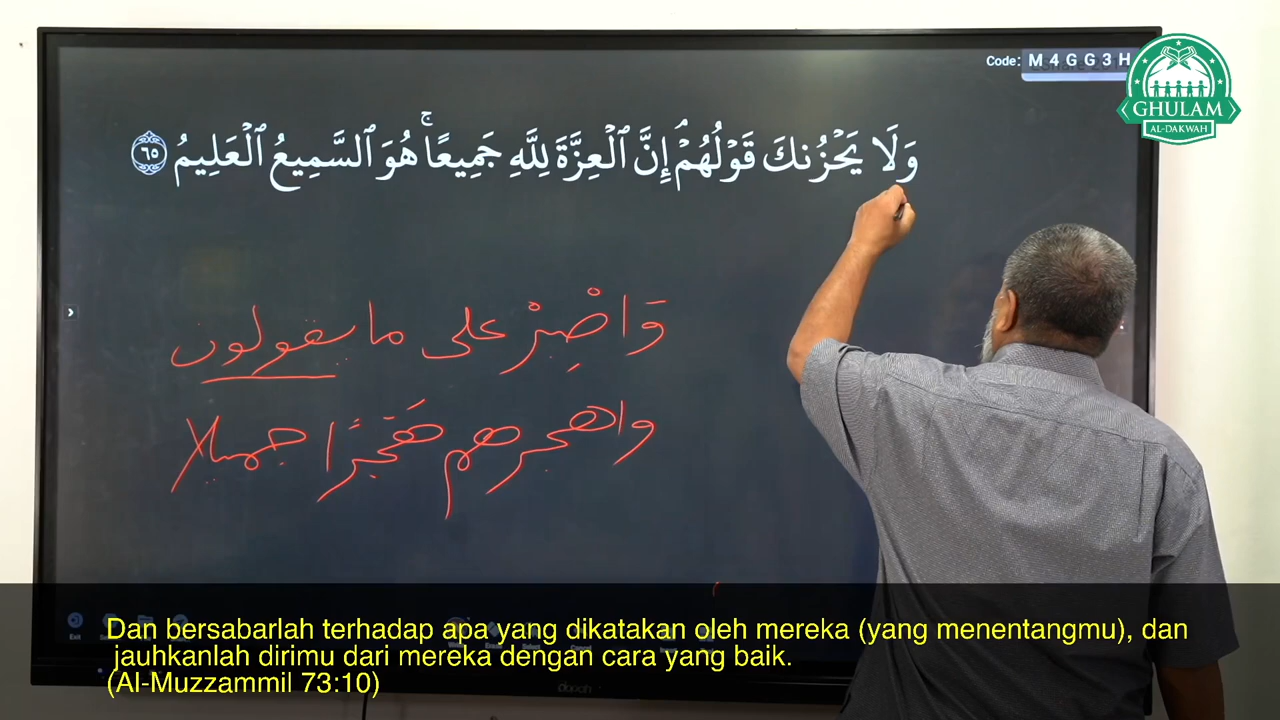 Code: M4GG3H
GHULAM
AL-DAKWAH
وَلَا يَحْزُنكَ قَوْلُهُمْ ۘ إِنَّ ٱلْعِزَّةَ لِلَّهِ جَمِيعًا ۚ هُوَ ٱلسَّمِيعُ ٱلْعَلِيمُ ٦٥
وَاصْبِرْ على ما يقولون
واهجرهم هَجْرًا جميلا
Exit
Dan bersabarlah terhadap apa yang dikatakan oleh mereka (yang menentangmu), dan
jauhkanlah dirimu dari mereka dengan cara yang baik.
(Al-Muzzammil 73:10)